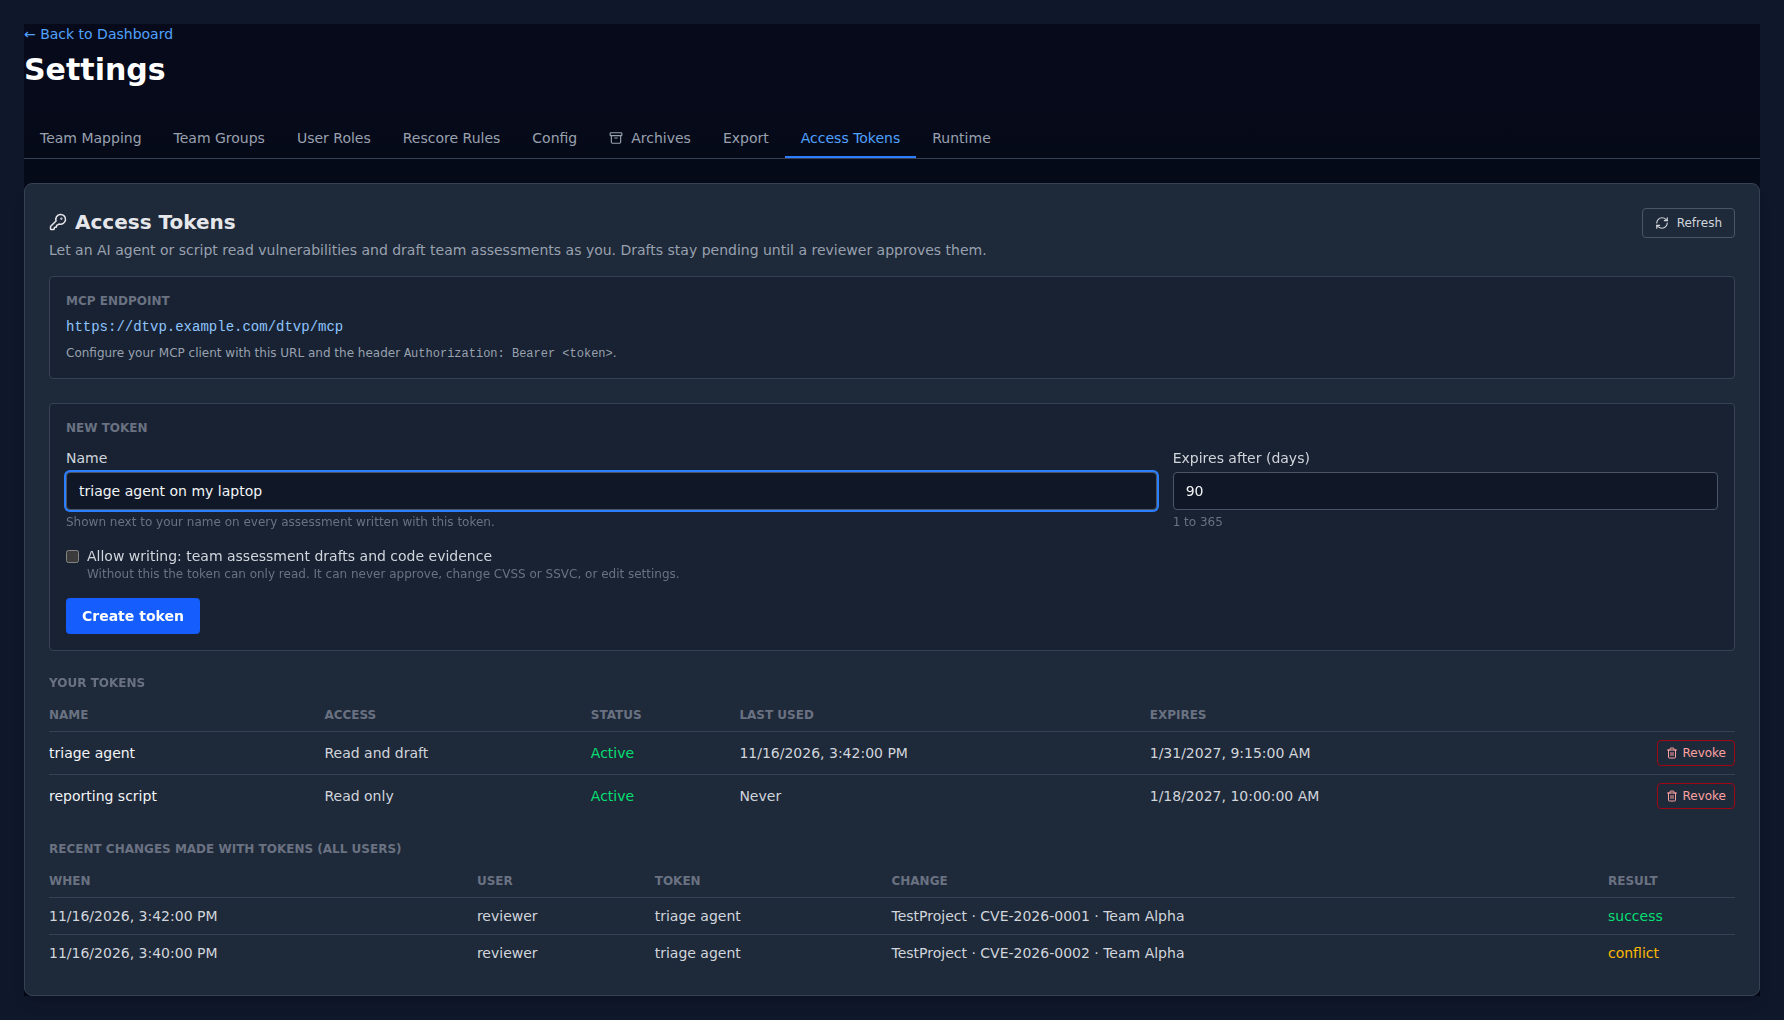 ← Back to Dashboard
Settings
Team Mapping Team Groups User Roles Rescore Rules Config Archives Export Access Tokens Runtime
Access Tokens
Refresh
Let an AI agent or script read vulnerabilities and draft team assessments as you. Drafts stay pending until a reviewer approves them.
MCP ENDPOINT
https://dtvp.example.com/dtvp/mcp
Configure your MCP client with this URL and the header Authorization: Bearer <token>.
NEW TOKEN
Name Expires after (days)
triage agent on my laptop 90
Shown next to your name on every assessment written with this token. 1 to 365
Allow writing: team assessment drafts and code evidence
Without this the token can only read. It can never approve, change CVSS or SSVC, or edit settings.
Create token
YOUR TOKENS
NAME ACCESS STATUS LAST USED EXPIRES
triage agent Read and draft Active 11/16/2026, 3:42:00 PM 1/31/2027, 9:15:00 AM Revoke
reporting script Read only Active Never 1/18/2027, 10:00:00 AM Revoke
RECENT CHANGES MADE WITH TOKENS (ALL USERS)
WHEN USER TOKEN CHANGE RESULT
11/16/2026, 3:42:00 PM reviewer triage agent TestProject · CVE-2026-0001 · Team Alpha success
11/16/2026, 3:40:00 PM reviewer triage agent TestProject · CVE-2026-0002 · Team Alpha conflict